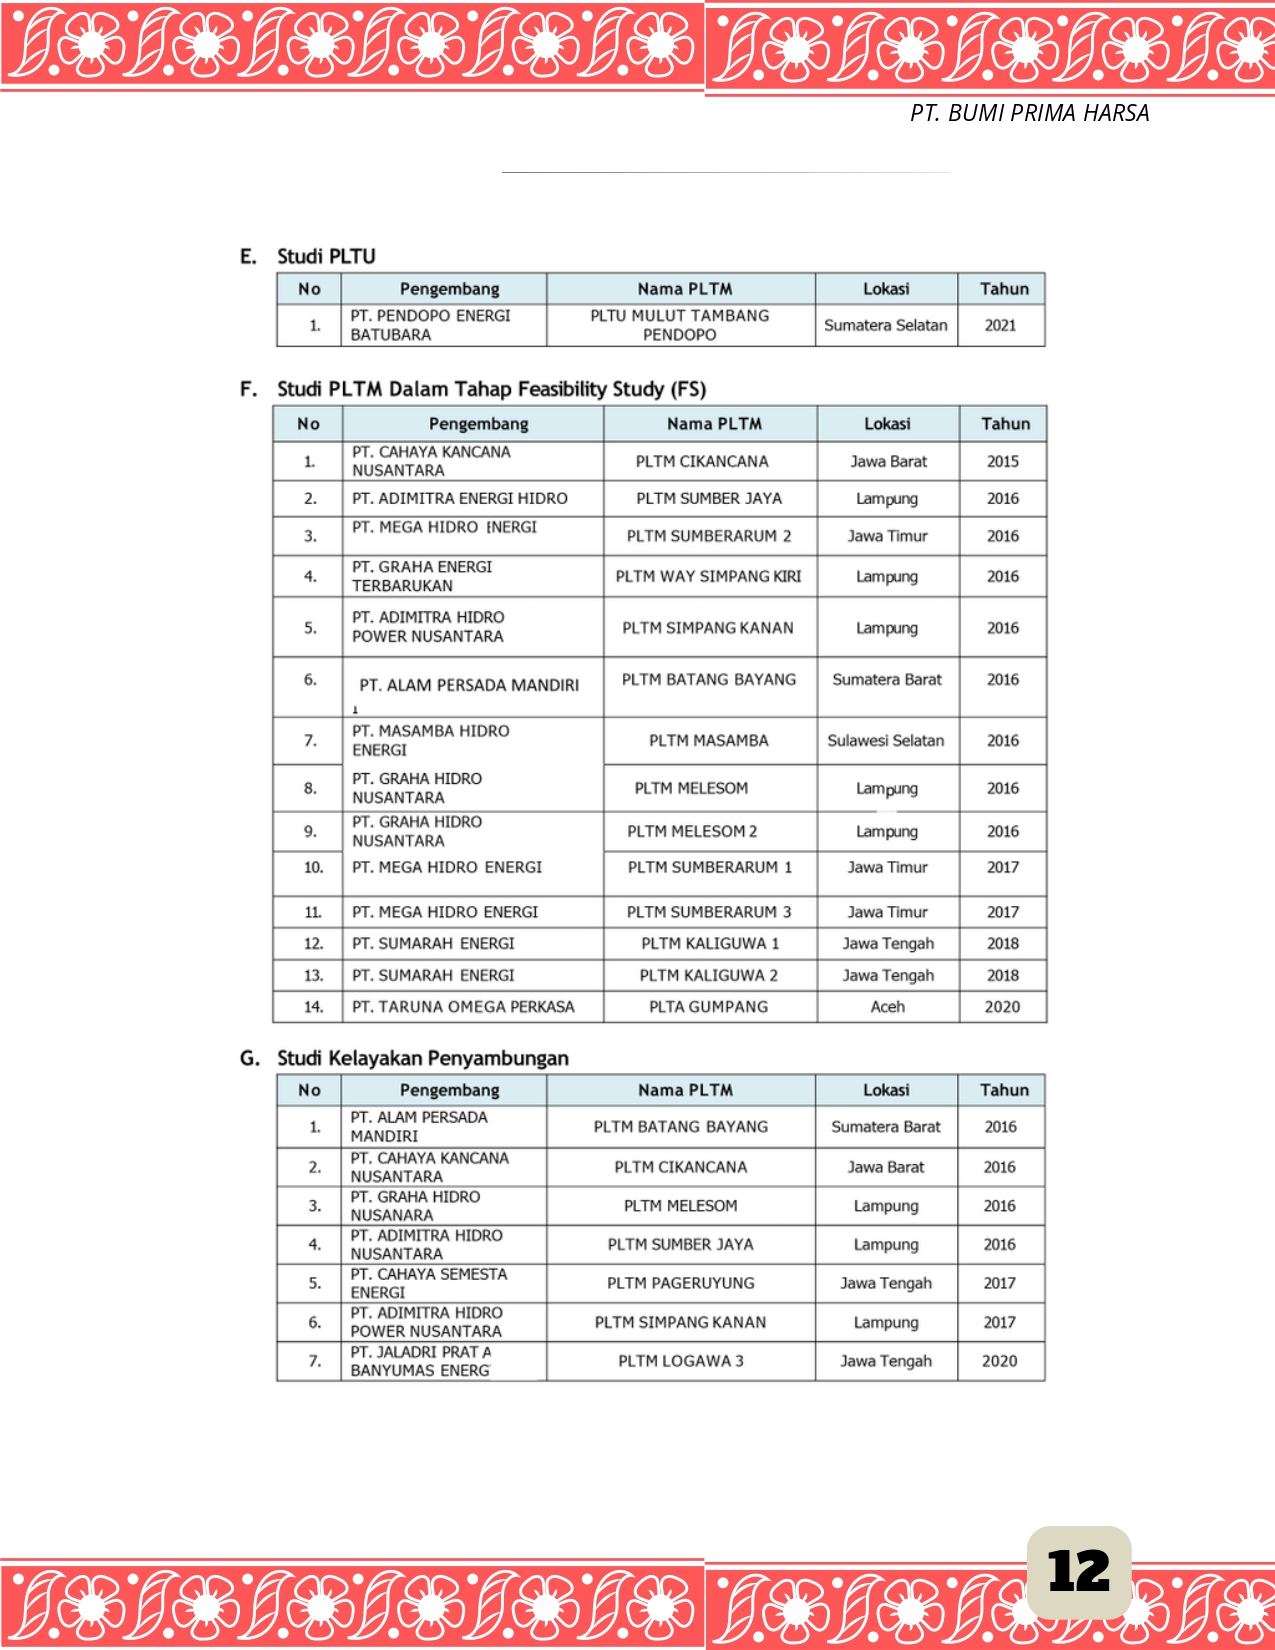 PT. BUMI PRIMA HARSA
E. Studi PLTU
No Pengembang Nama PLTM Lokasi Tahun
1. PT. PENDOPO ENERGI BATUBARA PLTU MULUT TAMBANG PENDOPO Sumatera Selatan 2021
F. Studi PLTM Dalam Tahap Feasibility Study (FS)
No Pengembang Nama PLTM Lokasi Tahun
1. PT. CAHAYA KANCANA NUSANTARA PLTM CIKANCANA Jawa Barat 2015
2. PT. ADIMITRA ENERGI HIDRO PLTM SUMBER JAYA Lampung 2016
3. PT. MEGA HIDRO ENERGI PLTM SUMBERARUM 2 Jawa Timur 2016
4. PT. GRAHA ENERGI TERBARUKAN PLTM WAY SIMPANG KIRI Lampung 2016
5. PT. ADIMITRA HIDRO POWER NUSANTARA PLTM SIMPANG KANAN Lampung 2016
6. PT. ALAM PERSADA MANDIRI PLTM BATANG BAYANG Sumatera Barat 2016
7. PT. MASAMBA HIDRO ENERGI PLTM MASAMBA Sulawesi Selatan 2016
8. PT. GRAHA HIDRO NUSANTARA PLTM MELESOM Lampung 2016
9. PT. GRAHA HIDRO NUSANTARA PLTM MELESOM 2 Lampung 2016
10. PT. MEGA HIDRO ENERGI PLTM SUMBERARUM 1 Jawa Timur 2017
11. PT. MEGA HIDRO ENERGI PLTM SUMBERARUM 3 Jawa Timur 2017
12. PT. SUMARAH ENERGI PLTM KALIGUWA 1 Jawa Tengah 2018
13. PT. SUMARAH ENERGI PLTM KALIGUWA 2 Jawa Tengah 2018
14. PT. TARUNA OMEGA PERKASA PLTA GUMPANG Aceh 2020
G. Studi Kelayakan Penyambungan
No Pengembang Nama PLTM Lokasi Tahun
1. PT. ALAM PERSADA MANDIRI PLTM BATANG BAYANG Sumatera Barat 2016
2. PT. CAHAYA KANCANA NUSANTARA PLTM CIKANCANA Jawa Barat 2016
3. PT. GRAHA HIDRO NUSANARA PLTM MELESOM Lampung 2016
4. PT. ADIMITRA HIDRO NUSANTARA PLTM SUMBER JAYA Lampung 2016
5. PT. CAHAYA SEMESTA ENERGI PLTM PAGERUYUNG Jawa Tengah 2017
6. PT. ADIMITRA HIDRO POWER NUSANTARA PLTM SIMPANG KANAN Lampung 2017
7. PT. JALADRI PRAT A BANYUMAS ENERG PLTM LOGAWA 3 Jawa Tengah 2020
12